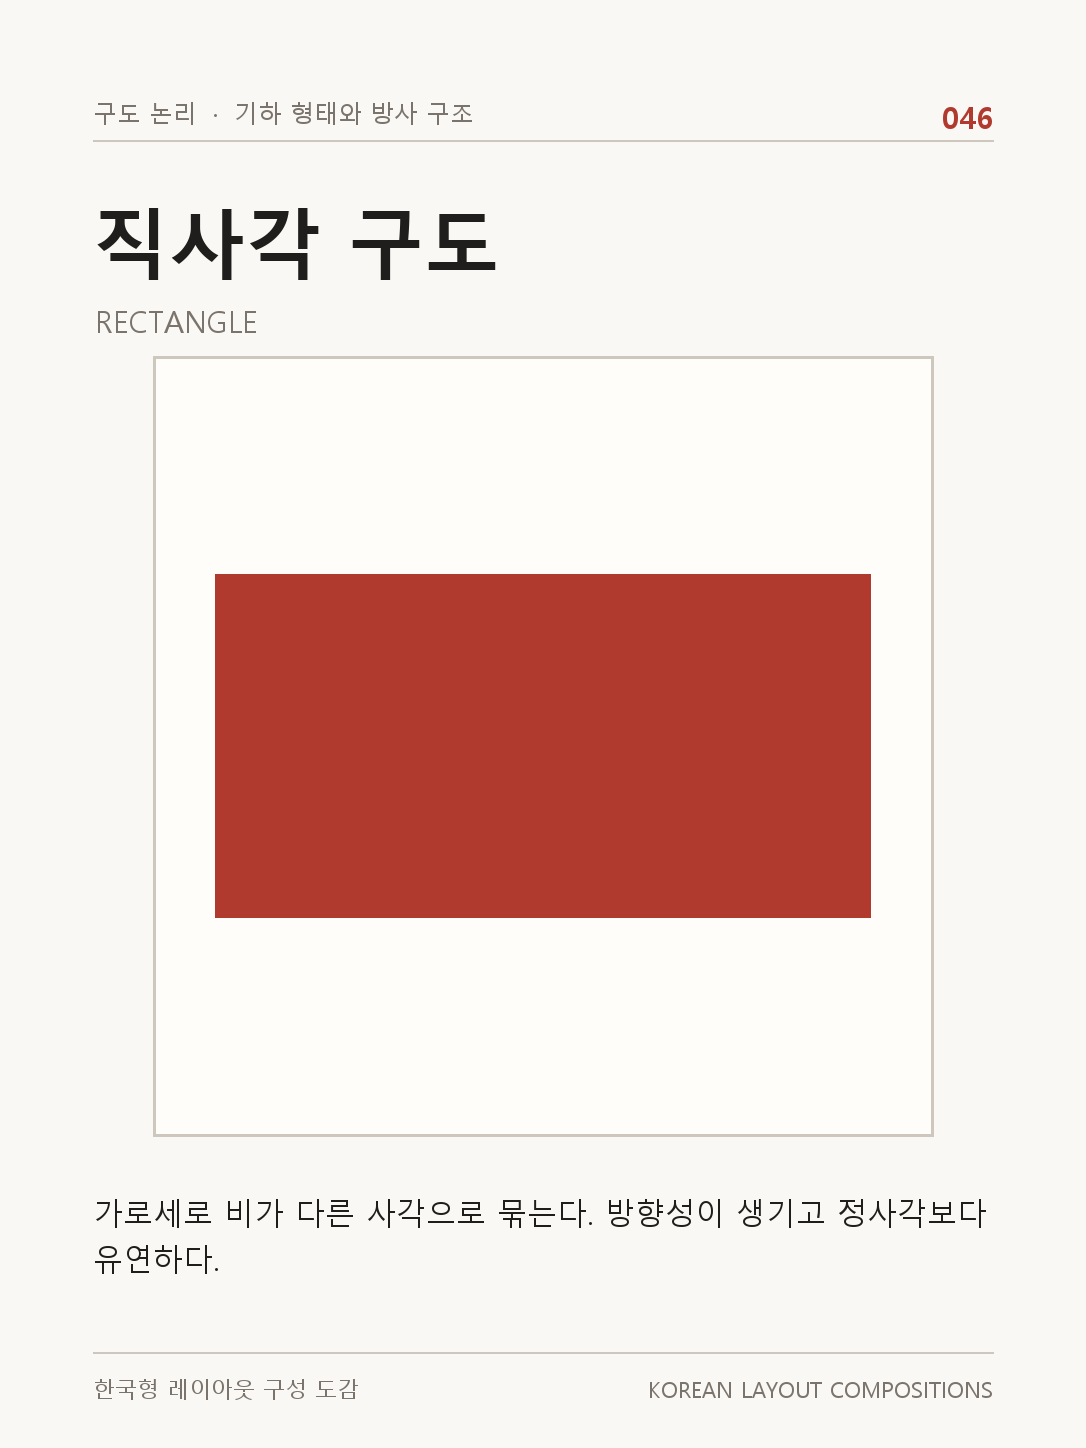 구도 논리 · 기하 형태와 방사 구조
046
직사각 구도
RECTANGLE
가로세로 비가 다른 사각으로 묶는다. 방향성이 생기고 정사각보다
유연하다.
한국형 레이아웃 구성 도감
KOREAN LAYOUT COMPOSITIONS